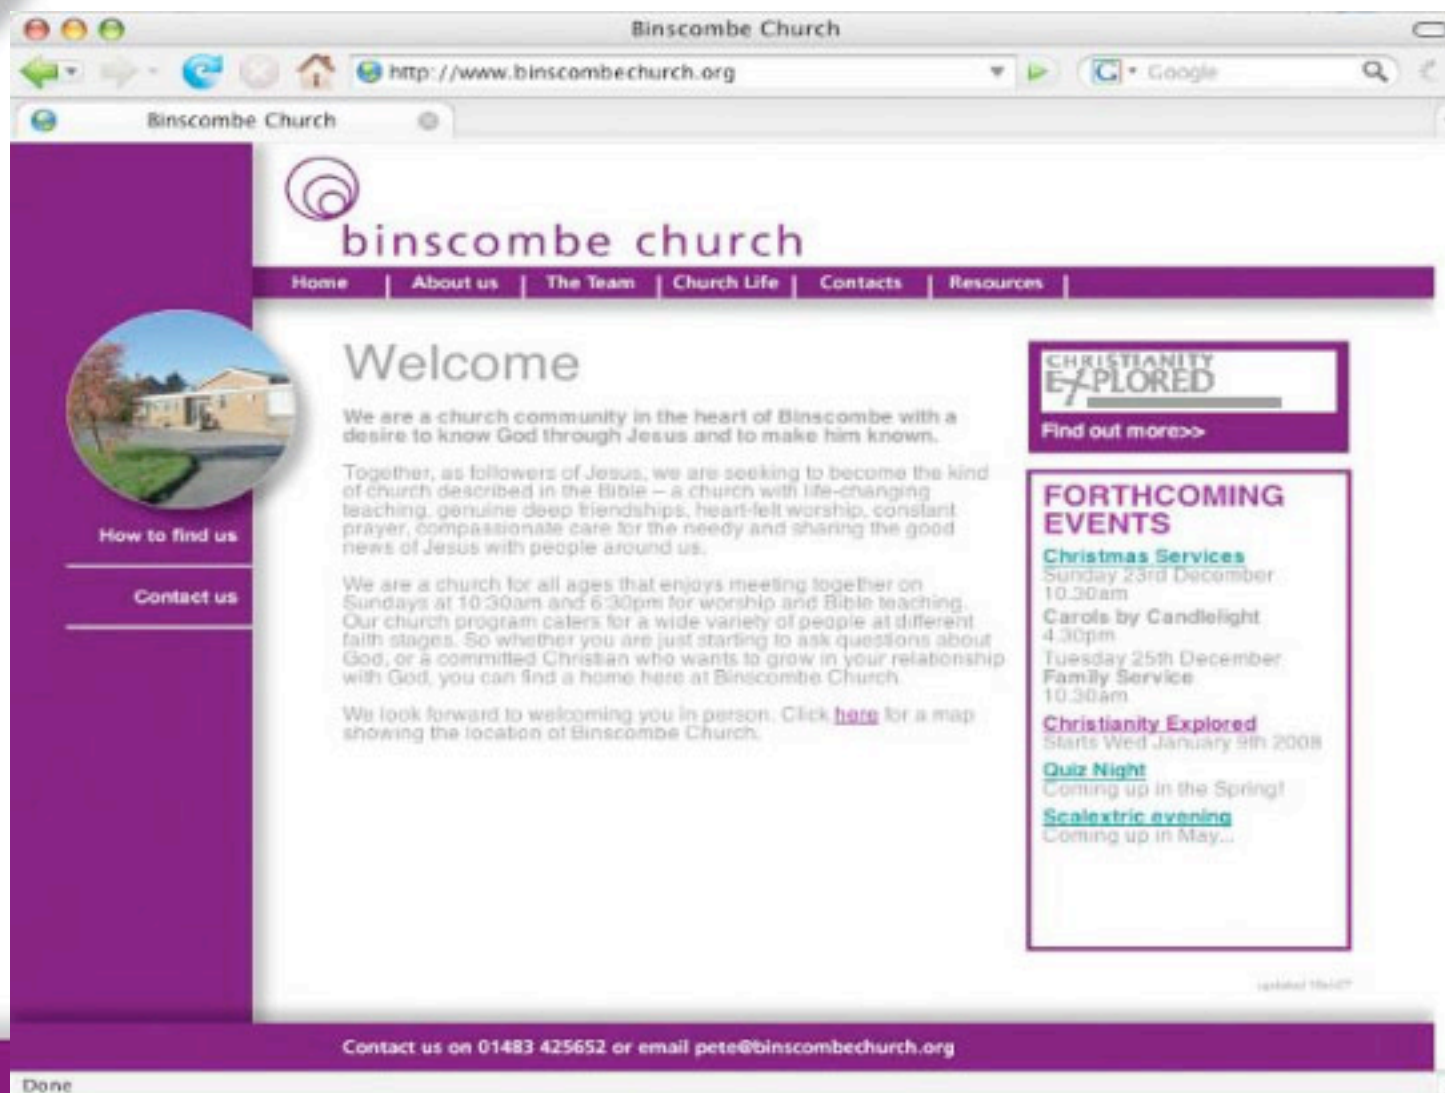 Binscombe Church
http://www.binscombechurch.org
Google
Binscombe Church
binscombe church
Home | About us | The Team | Church Life | Contacts | Resources |
How to find us
Contact us
Welcome
We are a church community in the heart of Binscombe with a
desire to know God through Jesus and to make him known.
Together, as followers of Jesus, we are seeking to become the kind
of church described in the Bible – a church with life-changing
teaching, genuine deep friendships, heart-felt worship, constant
prayer, compassionate care for the needy and sharing the good
news of Jesus with people around us.
We are a church for all ages that enjoys meeting together on
Sundays at 10:30am and 6:30pm for worship and Bible teaching.
Our church program caters for a wide variety of people at different
faith stages. So whether you are just starting to ask questions about
God, or a committed Christian who wants to grow in your relationship
with God, you can find a home here at Binscombe Church
We look forward to welcoming you in person. Click here for a map
showing the location of Binscombe Church.
CHRISTIANITY
EXPLORED
Find out more>>
FORTHCOMING
EVENTS
Christmas Services
Sunday 23rd December
10.30am
Carols by Candlelight
4.30pm
Tuesday 25th December
Family Service
10.30am
Christianity Explored
Starts Wed January 9th 2008
Quiz Night
Coming up in the Spring!
Scalextric evening
Coming up in May...
updated
Contact us on 01483 425652 or email pete@binscombechurch.org
Done